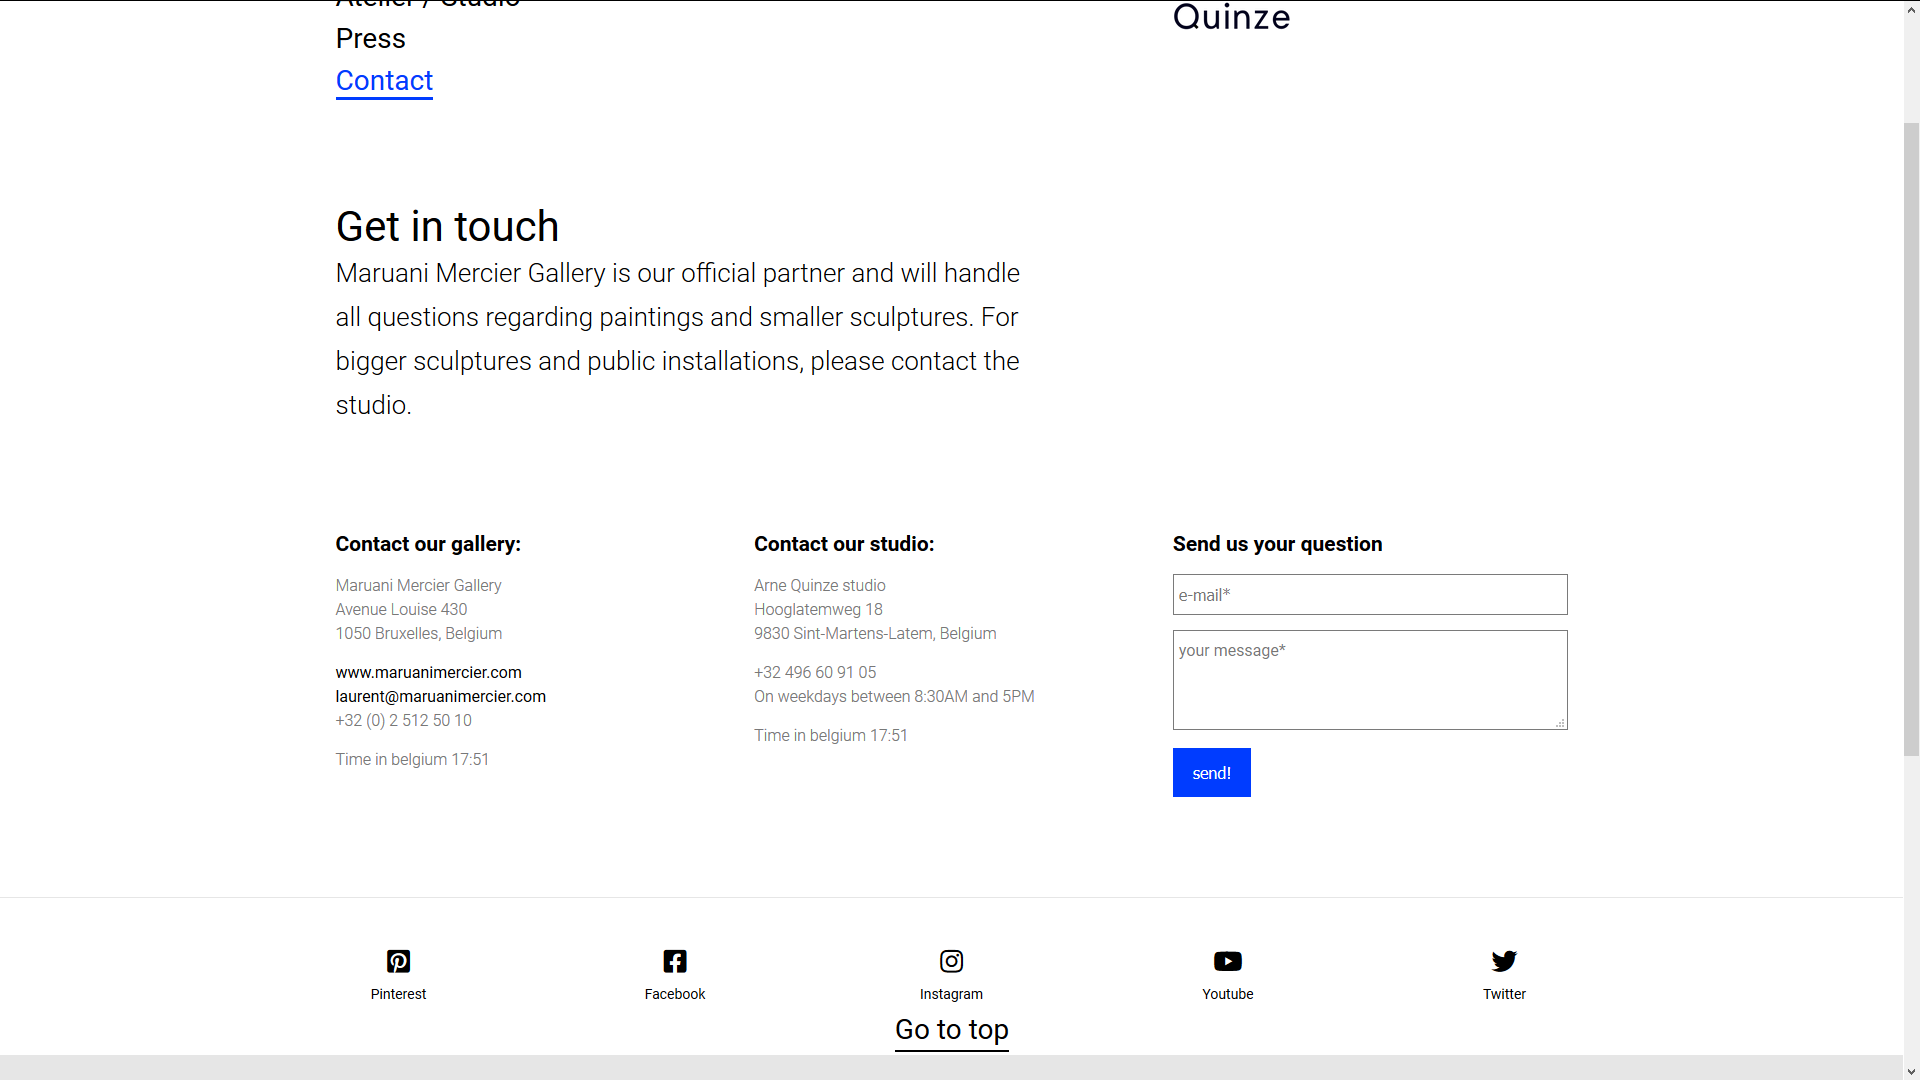 Atelier / Studio
Quinze
Press
Contact
Get in touch
Maruani Mercier Gallery is our official partner and will handle
all questions regarding paintings and smaller sculptures. For
bigger sculptures and public installations, please contact the
studio.
Contact our gallery:
Maruani Mercier Gallery
Avenue Louise 430
1050 Bruxelles, Belgium
www.maruanimercier.com
laurent@maruanimercier.com
+32 (0) 2 512 50 10
Time in belgium 17:51
Contact our studio:
Arne Quinze studio
Hooglatemweg 18
9830 Sint-Martens-Latem, Belgium
+32 496 60 91 05
On weekdays between 8:30AM and 5PM
Time in belgium 17:51
Send us your question
e-mail*
your message*
send!
Pinterest
Facebook
Instagram
Youtube
Twitter
Go to top